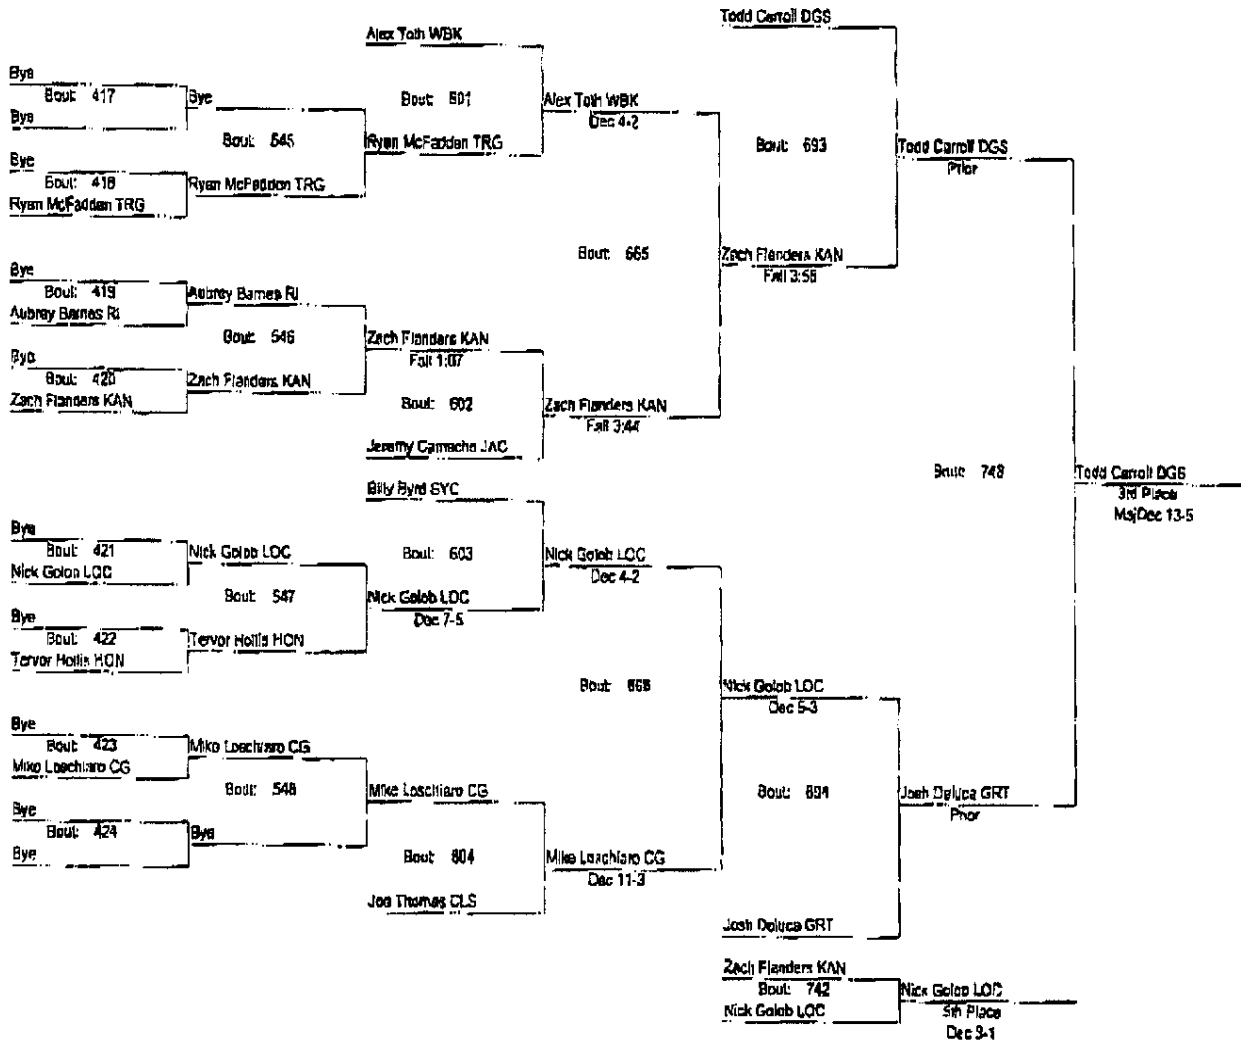 Todd Carroll DGS
Alex Toth WBK
Bye
Bout: 417
Bye
Bye
Bout: 601
Alex Toth WBK
Dec 4-2
Bout: 545
Ryan McFadden TRG
Bout: 693
Todd Carroll DGS
Prior
Bye
Bout: 418
Ryan McFadden TRG
Ryan McFadden TRG
Bout: 665
Zach Flanders KAN
Fall 3:56
Bye
Bout: 419
Aubrey Barnes RI
Aubrey Barnes RI
Bout: 546
Zach Flanders KAN
Fall 1:07
Bye
Bout: 420
Zach Flanders KAN
Zach Flanders KAN
Bout: 602
Zach Flanders KAN
Fall 3:44
Jeremy Camacho JAC
Bout: 748
Todd Carroll DGS
3rd Place
MajDec 13-5
Billy Byrd SYC
Bye
Bout: 421
Nick Golob LOC
Nick Golob LOC
Bout: 603
Nick Golob LOC
Dec 4-2
Bout: 547
Nick Golob LOC
Dec 7-5
Bye
Bout: 422
Tervor Hollis HON
Tervor Hollis HON
Bout: 666
Nick Golob LOC
Dec 5-3
Bye
Bout: 423
Mike Loschiaro CG
Mike Loschiaro CG
Bout: 548
Mike Loschiaro CG
Bout: 694
Josh Deluca GRT
Prior
Bye
Bout: 424
Bye
Bye
Bout: 604
Mike Loschiaro CG
Dec 11-3
Joe Thomas CLS
Josh Deluca GRT
Zach Flanders KAN
Bout: 742
Nick Golob LOC
Nick Golob LOC
5th Place
Dec 3-1